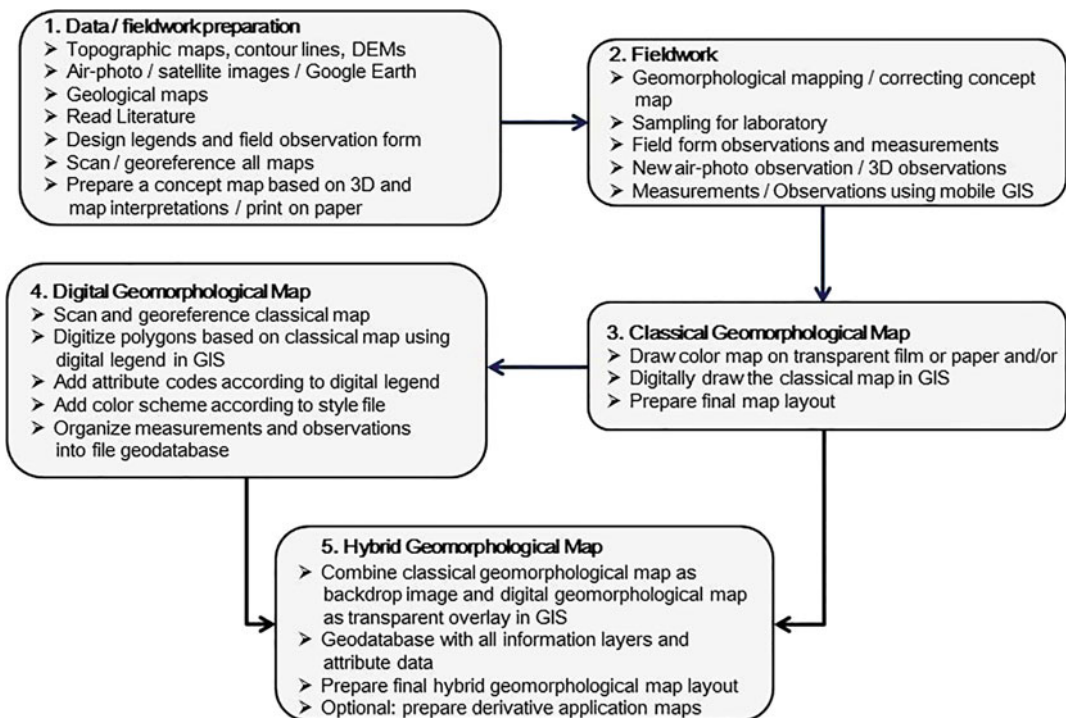 1. Data / fieldwork preparation
➢ Topographic maps, contour lines, DEMs
➢ Air-photo / satellite images / Google Earth
➢ Geological maps
➢ Read Literature
➢ Design legends and field observation form
➢ Scan / georeference all maps
➢ Prepare a concept map based on 3D and
map interpretations / print on paper
2. Fieldwork
➢ Geomorphological mapping / correcting concept
map
➢ Sampling for laboratory
➢ Field form observations and measurements
➢ New air-photo observation / 3D observations
➢ Measurements / Observations using mobile GIS
3. Classical Geomorphological Map
➢ Draw color map on transparent film or paper and/or
➢ Digitally draw the classical map in GIS
➢ Prepare final map layout
4. Digital Geomorphological Map
➢ Scan and georeference classical map
➢ Digitize polygons based on classical map using
digital legend in GIS
➢ Add attribute codes according to digital legend
➢ Add color scheme according to style file
➢ Organize measurements and observations
into file geodatabase
5. Hybrid Geomorphological Map
➢ Combine classical geomorphological map as
backdrop image and digital geomorphological map
as transparent overlay in GIS
➢ Geodatabase with all information layers and
attribute data
➢ Prepare final hybrid geomorphological map layout
➢ Optional: prepare derivative application maps